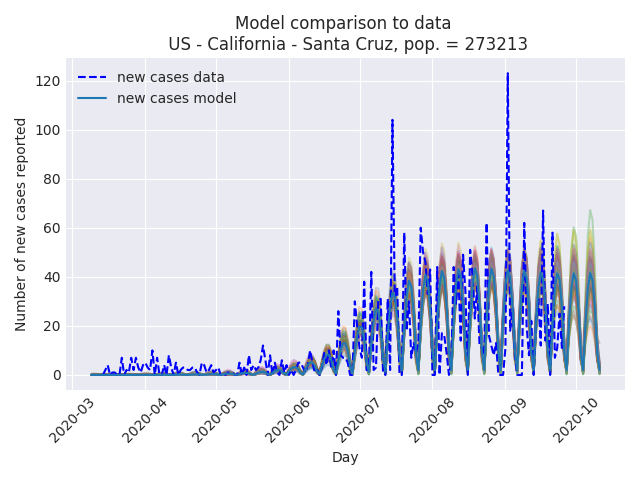 Model comparison to data
US - California - Santa Cruz, pop. = 273213
new cases data
new cases model
Number of new cases reported
120
100
80
60
40
20
0
2020-03
2020-04
2020-05
2020-06
2020-07
2020-08
2020-09
2020-10
Day